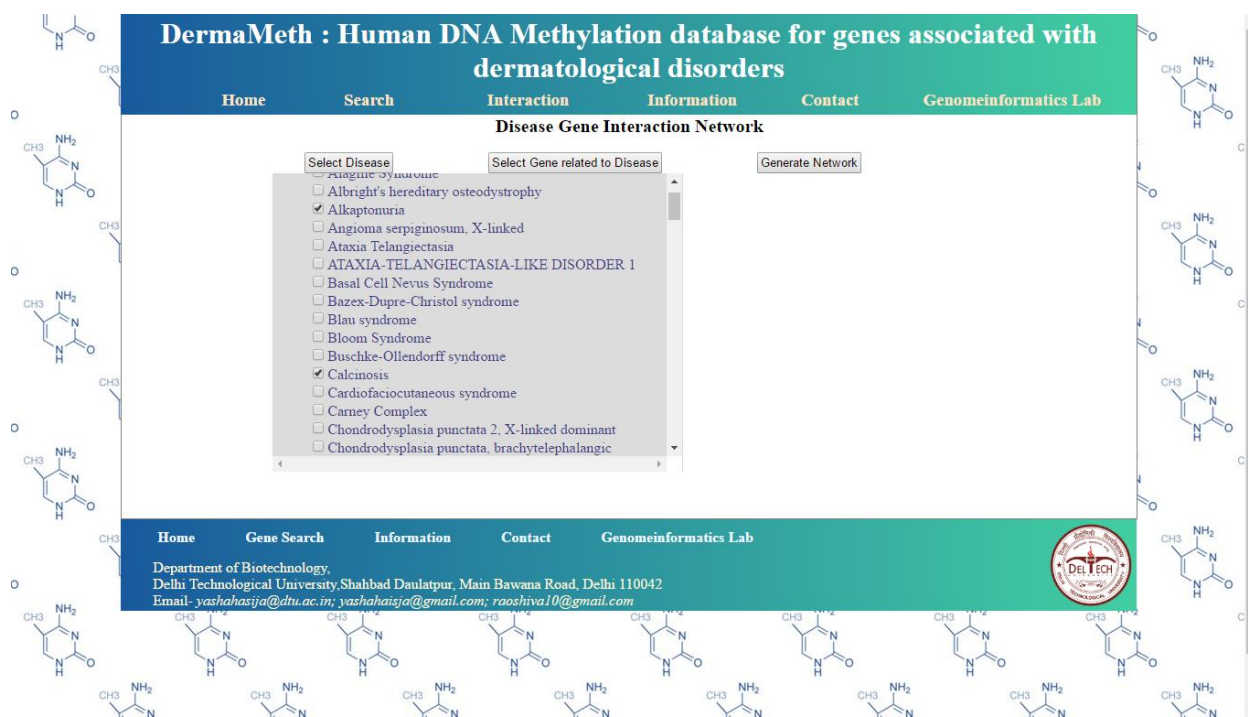 DermaMeth : Human DNA Methylation database for genes associated with
dermatological disorders
Home Search Interaction Information Contact Genomeinformatics Lab
Disease Gene Interaction Network
Select Disease Select Gene related to Disease Generate Network
Alagille Syndrome
Albright's hereditary osteodystrophy
Alkaptonuria
Angioma serpiginosum, X-linked
Ataxia Telangiectasia
ATAXIA-TELANGIECTASIA-LIKE DISORDER 1
Basal Cell Nevus Syndrome
Bazex-Dupre-Christol syndrome
Blau syndrome
Bloom Syndrome
Buschke-Ollendorff syndrome
Calcinosis
Cardiofaciocutaneous syndrome
Carney Complex
Chondrodysplasia punctata 2, X-linked dominant
Chondrodysplasia punctata, brachytelephalangic
Home Gene Search Information Contact Genomeinformatics Lab
Department of Biotechnology,
Delhi Technological University,Shahbad Daulatpur, Main Bawana Road, Delhi 110042
Email- yashahasija@dtu.ac.in; yashahaisja@gmail.com; raoshiva10@gmail.com
DELTECH